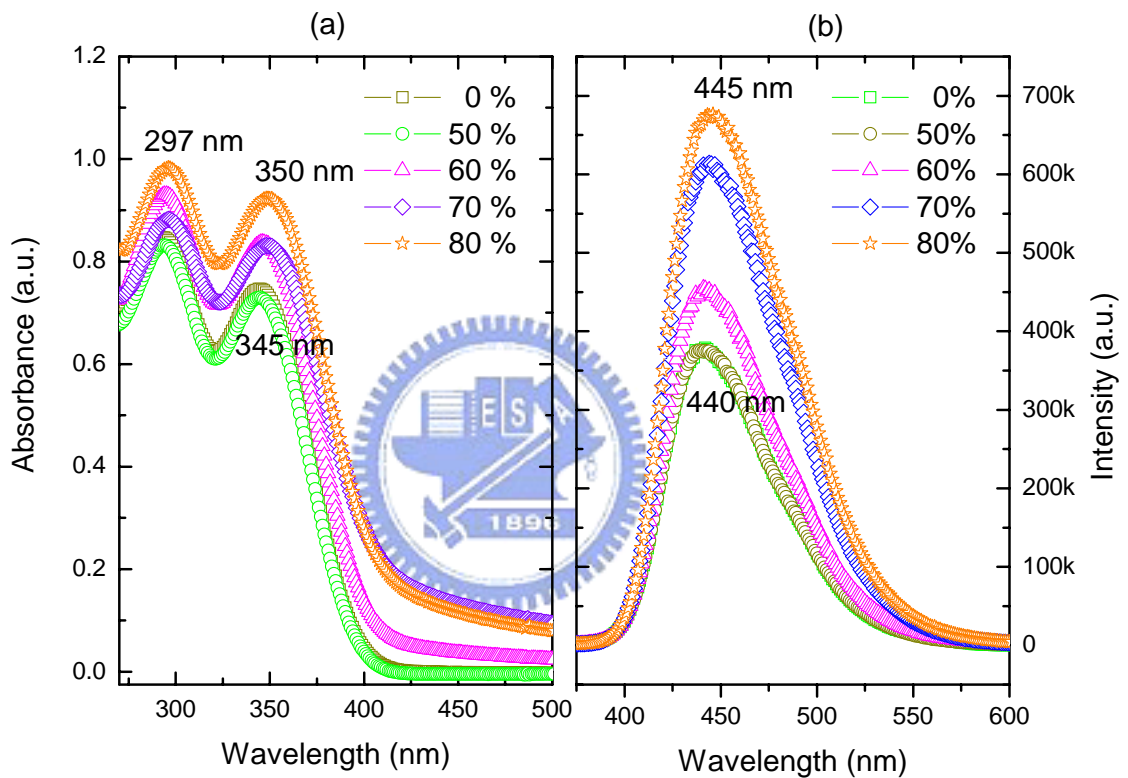 (a)
1.2
1.0
0.8
0.6
0.4
0.2
0.0
Absorbance (a.u.)
297 nm
350 nm
345 nm
0 %
50 %
60 %
70 %
80 %
300
350
400
450
500
Wavelength (nm)
(b)
445 nm
440 nm
0%
50%
60%
70%
80%
700k
600k
500k
400k
300k
200k
100k
0
Intensity (a.u.)
400
450
500
550
600
Wavelength (nm)
E S A
1896